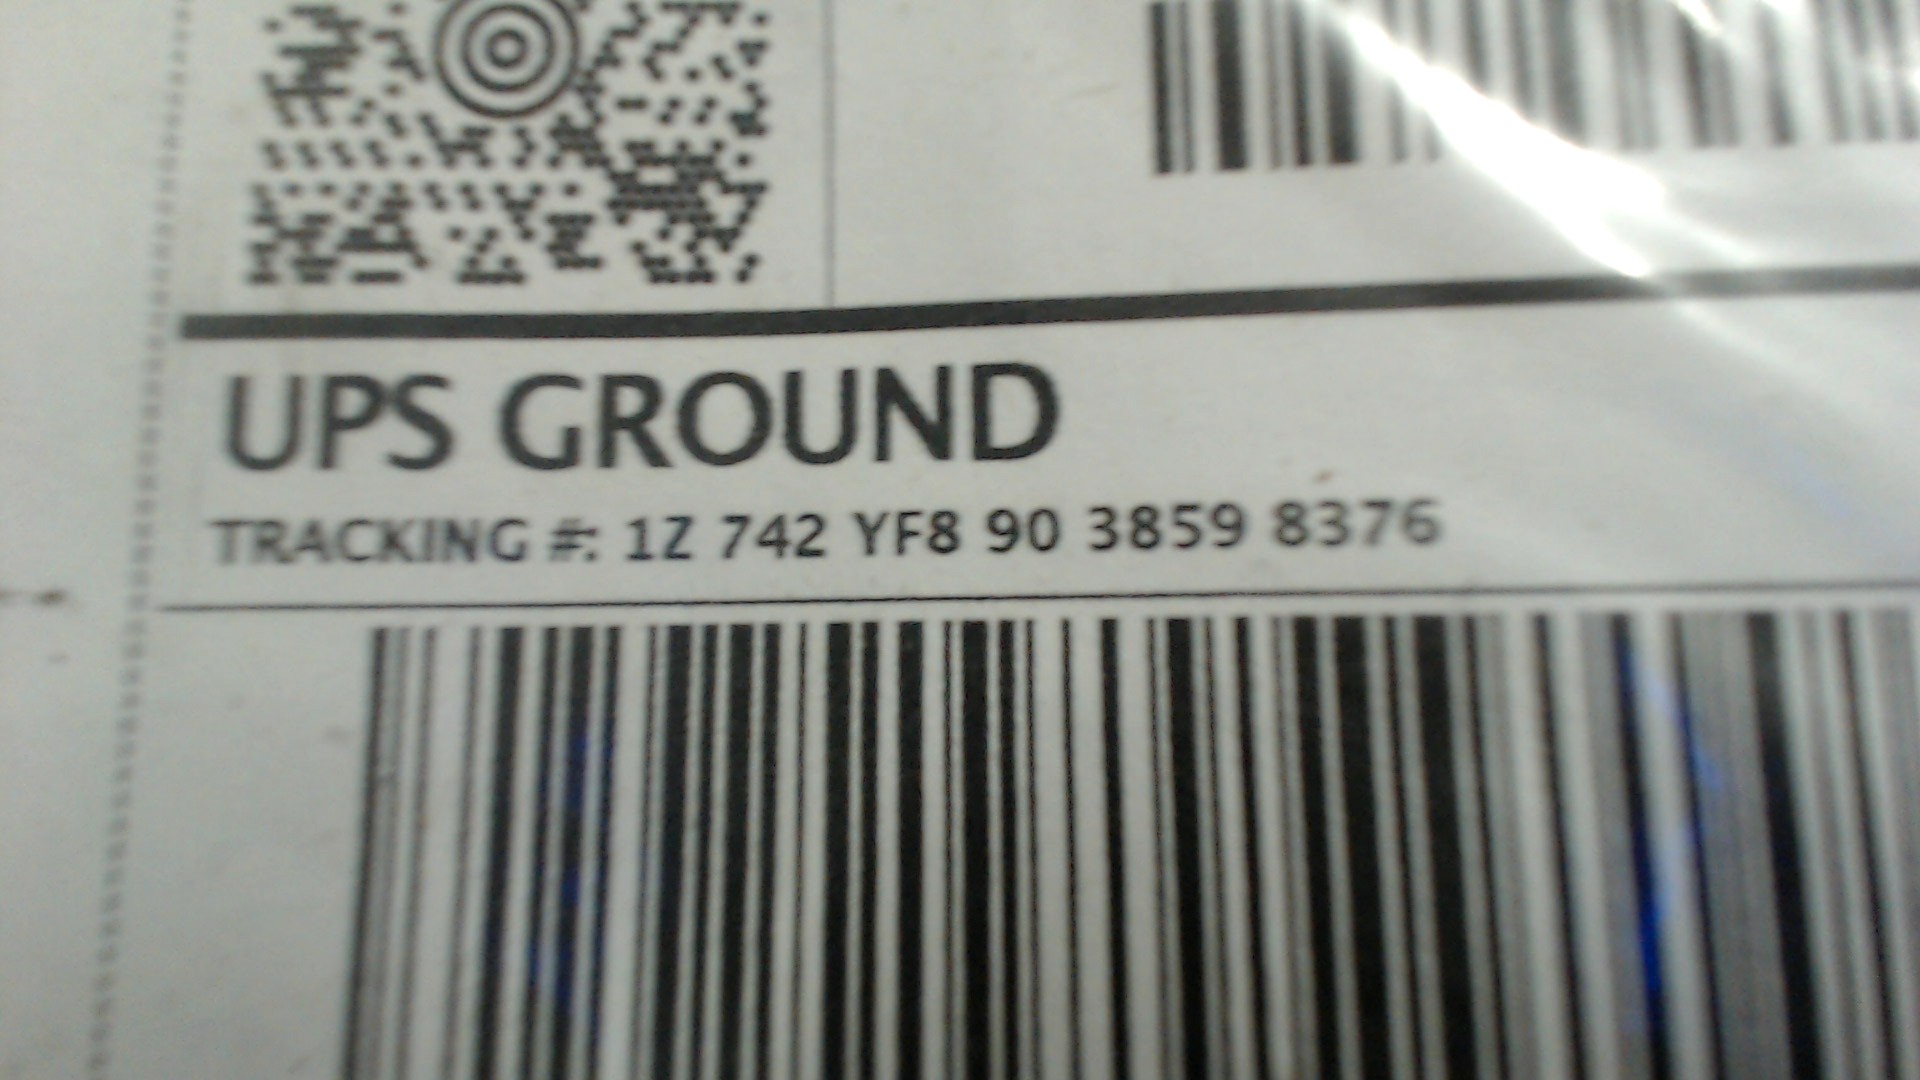 UPS GROUND
TRACKING #: 1Z 742 YF8 90 3859 8376